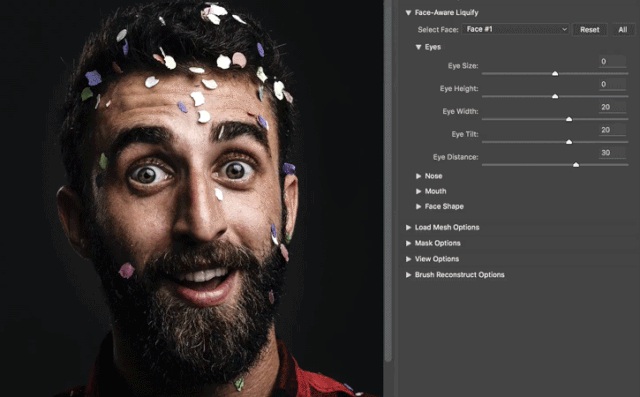 Face-Aware Liquify
Select Face: Face #1 Reset All
Eyes
Eye Size: 0
Eye Height: 0
Eye Width: 20
Eye Tilt: 20
Eye Distance: 30
Nose
Mouth
Face Shape
Load Mesh Options
Mask Options
View Options
Brush Reconstruct Options